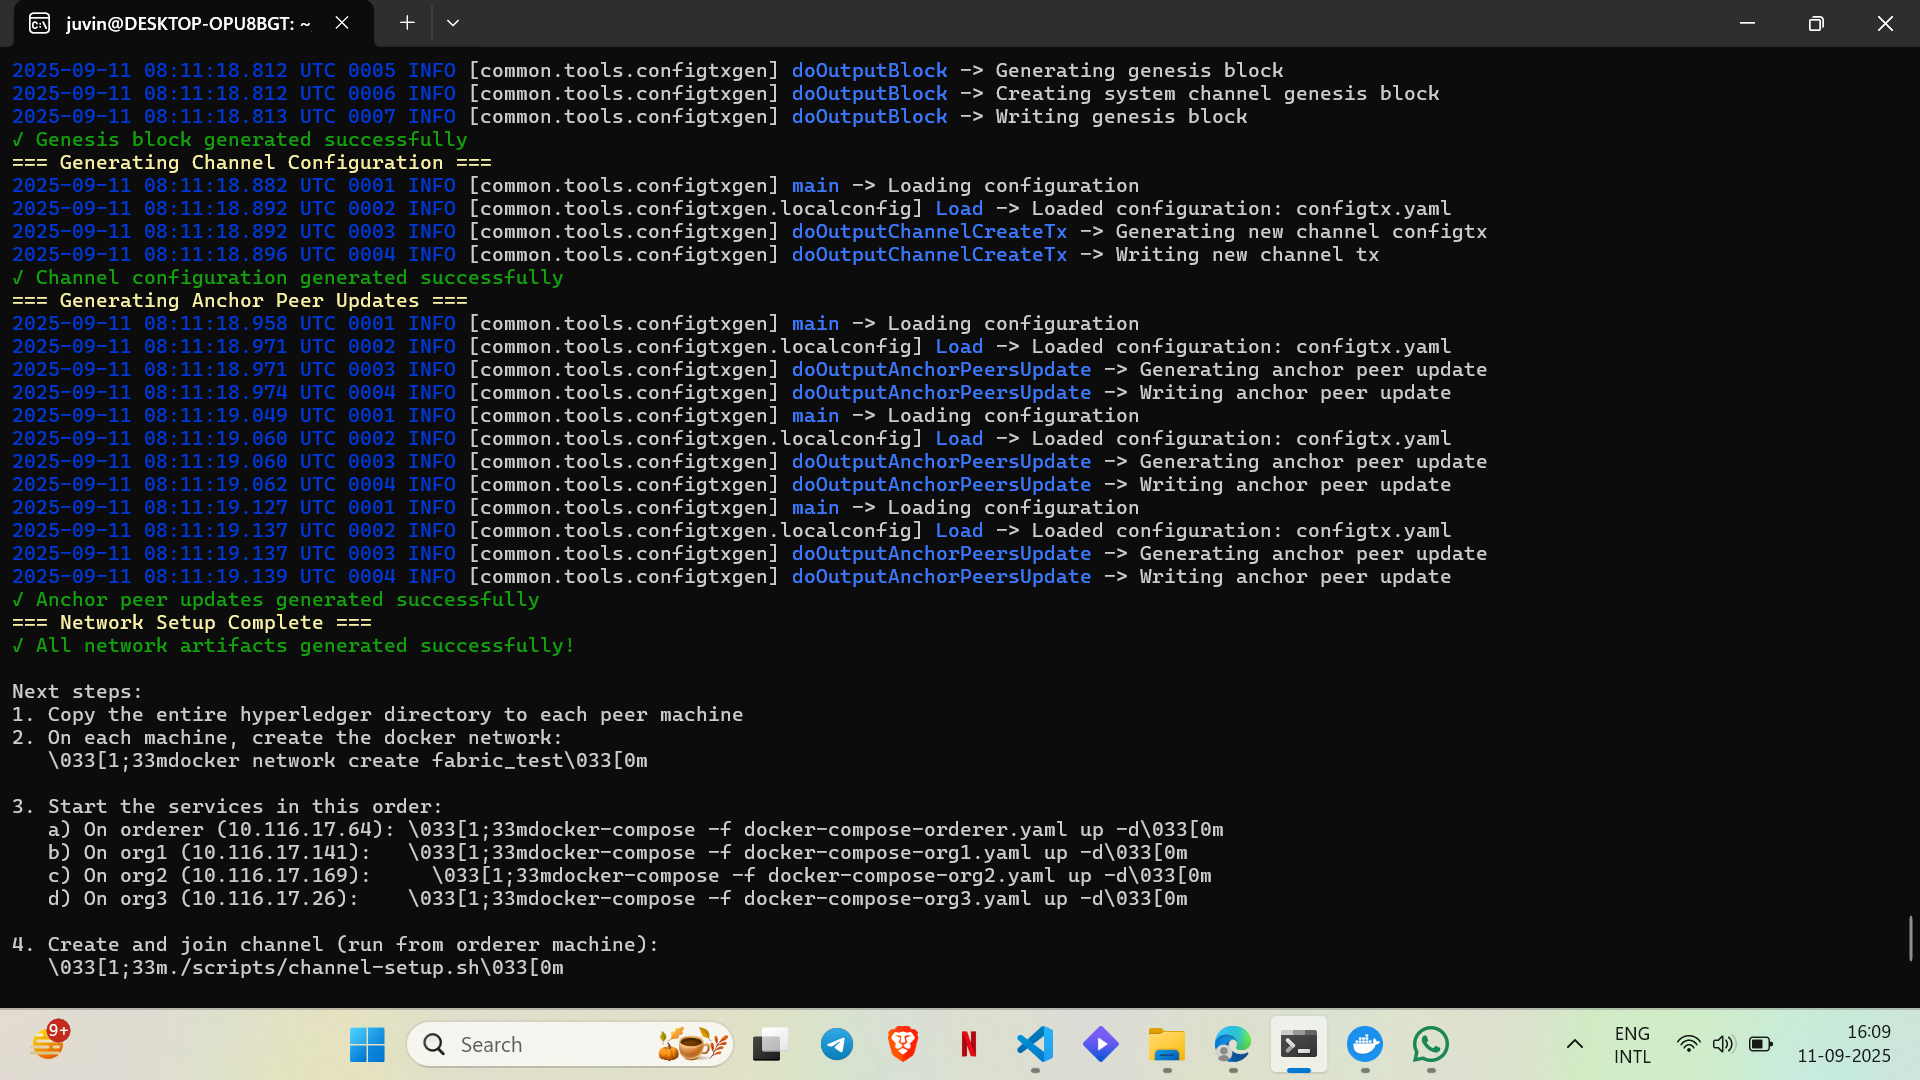 juvin@DESKTOP-OPU8BGT: ~
2025-09-11 08:11:18.812 UTC 0005 INFO [common.tools.configtxgen] doOutputBlock -> Generating genesis block
2025-09-11 08:11:18.812 UTC 0006 INFO [common.tools.configtxgen] doOutputBlock -> Creating system channel genesis block
2025-09-11 08:11:18.813 UTC 0007 INFO [common.tools.configtxgen] doOutputBlock -> Writing genesis block
✓ Genesis block generated successfully
=== Generating Channel Configuration ===
2025-09-11 08:11:18.882 UTC 0001 INFO [common.tools.configtxgen] main -> Loading configuration
2025-09-11 08:11:18.892 UTC 0002 INFO [common.tools.configtxgen.localconfig] Load -> Loaded configuration: configtx.yaml
2025-09-11 08:11:18.892 UTC 0003 INFO [common.tools.configtxgen] doOutputChannelCreateTx -> Generating new channel configtx
2025-09-11 08:11:18.896 UTC 0004 INFO [common.tools.configtxgen] doOutputChannelCreateTx -> Writing new channel tx
✓ Channel configuration generated successfully
=== Generating Anchor Peer Updates ===
2025-09-11 08:11:18.958 UTC 0001 INFO [common.tools.configtxgen] main -> Loading configuration
2025-09-11 08:11:18.971 UTC 0002 INFO [common.tools.configtxgen.localconfig] Load -> Loaded configuration: configtx.yaml
2025-09-11 08:11:18.971 UTC 0003 INFO [common.tools.configtxgen] doOutputAnchorPeersUpdate -> Generating anchor peer update
2025-09-11 08:11:18.974 UTC 0004 INFO [common.tools.configtxgen] doOutputAnchorPeersUpdate -> Writing anchor peer update
2025-09-11 08:11:19.049 UTC 0001 INFO [common.tools.configtxgen] main -> Loading configuration
2025-09-11 08:11:19.060 UTC 0002 INFO [common.tools.configtxgen.localconfig] Load -> Loaded configuration: configtx.yaml
2025-09-11 08:11:19.060 UTC 0003 INFO [common.tools.configtxgen] doOutputAnchorPeersUpdate -> Generating anchor peer update
2025-09-11 08:11:19.062 UTC 0004 INFO [common.tools.configtxgen] doOutputAnchorPeersUpdate -> Writing anchor peer update
2025-09-11 08:11:19.127 UTC 0001 INFO [common.tools.configtxgen] main -> Loading configuration
2025-09-11 08:11:19.137 UTC 0002 INFO [common.tools.configtxgen.localconfig] Load -> Loaded configuration: configtx.yaml
2025-09-11 08:11:19.137 UTC 0003 INFO [common.tools.configtxgen] doOutputAnchorPeersUpdate -> Generating anchor peer update
2025-09-11 08:11:19.139 UTC 0004 INFO [common.tools.configtxgen] doOutputAnchorPeersUpdate -> Writing anchor peer update
✓ Anchor peer updates generated successfully
=== Network Setup Complete ===
✓ All network artifacts generated successfully!
Next steps:
1. Copy the entire hyperledger directory to each peer machine
2. On each machine, create the docker network:
\033[1;33mdocker network create fabric_test\033[0m
3. Start the services in this order:
a) On orderer (10.116.17.64): \033[1;33mdocker-compose -f docker-compose-orderer.yaml up -d\033[0m
b) On org1 (10.116.17.141): \033[1;33mdocker-compose -f docker-compose-org1.yaml up -d\033[0m
c) On org2 (10.116.17.169): \033[1;33mdocker-compose -f docker-compose-org2.yaml up -d\033[0m
d) On org3 (10.116.17.26): \033[1;33mdocker-compose -f docker-compose-org3.yaml up -d\033[0m
4. Create and join channel (run from orderer machine):
\033[1;33m./scripts/channel-setup.sh\033[0m
9+
Search
N
ENG
INTL
16:09
11-09-2025